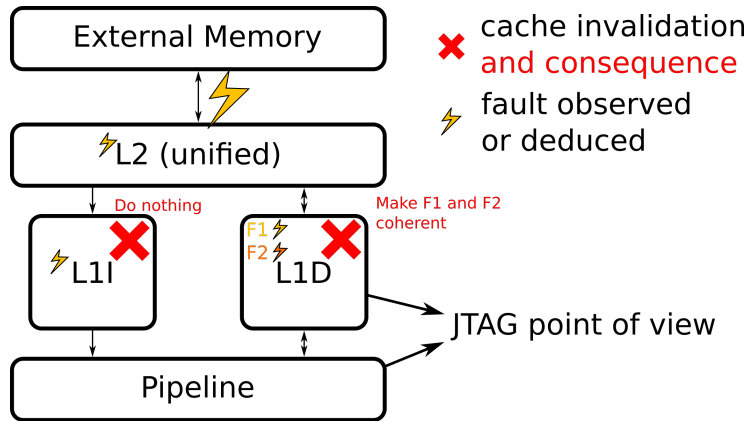 External Memory
cache invalidation
and consequence
fault observed
or deduced
L2 (unified)
Do nothing
Make F1 and F2
coherent
F1
F2
L1I
L1D
JTAG point of view
Pipeline